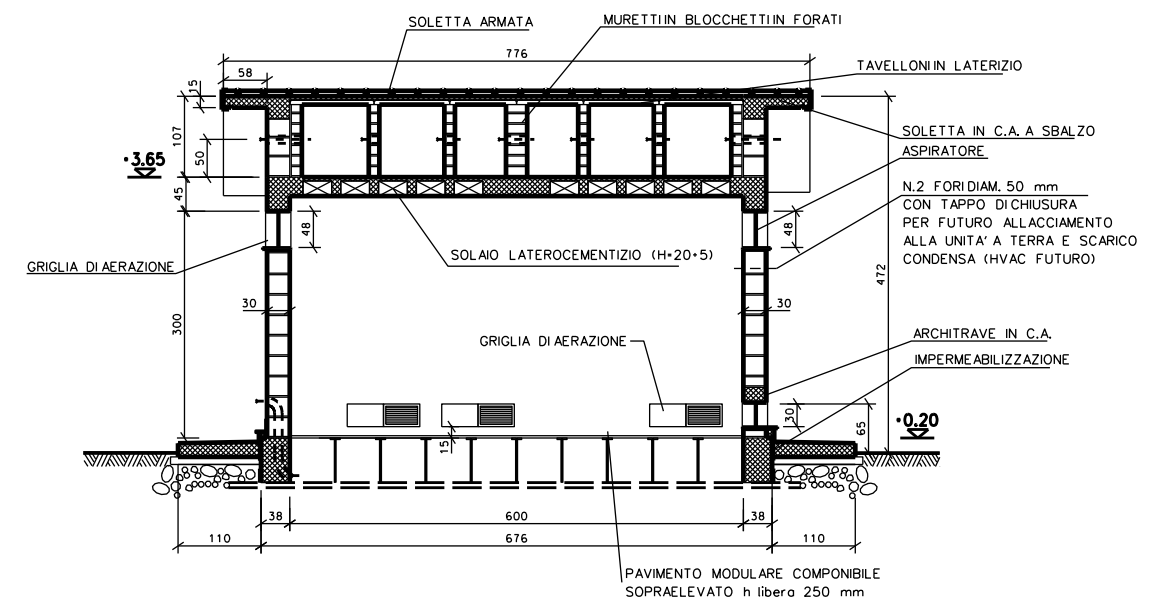 SOLETTA ARMATA
MURETTI IN BLOCCHETTI IN FORATI
776
58
TAVELLONI IN LATERIZIO
15
107
50
SOLETTA IN C.A. A SBALZO
ASPIRATORE
3.65
45
N.2 FORI DIAM. 50 mm
CON TAPPO DI CHIUSURA
PER FUTURO ALLACCIAMENTO
ALLA UNITA' A TERRA E SCARICO
CONDENSA (HVAC FUTURO)
48
48
SOLAIO LATEROCEMENTIZIO (H=20+5)
GRIGLIA DI AERAZIONE
472
30
30
300
GRIGLIA DI AERAZIONE
ARCHITRAVE IN C.A.
IMPERMEABILIZZAZIONE
30
65
0.20
15
38
600
38
110
676
110
PAVIMENTO MODULARE COMPONIBILE
SOPRAELEVATO h libera 250 mm